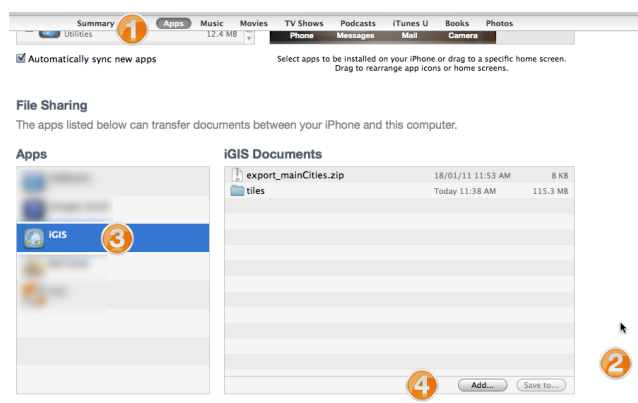 Summary 1 Apps Music Movies TV Shows Podcasts iTunes U Books Photos
Utilities 12.4 MB
Phone Messages Mail Camera
Automatically sync new apps
Select apps to be installed on your iPhone or drag to a specific home screen.
Drag to rearrange app icons or home screens.
File Sharing
The apps listed below can transfer documents between your iPhone and this computer.
Apps
iGIS Documents
export_mainCities.zip 18/01/11 11:53 AM 8 KB
tiles Today 11:38 AM 115.3 MB
iGIS 3
2
4 Add... Save to...